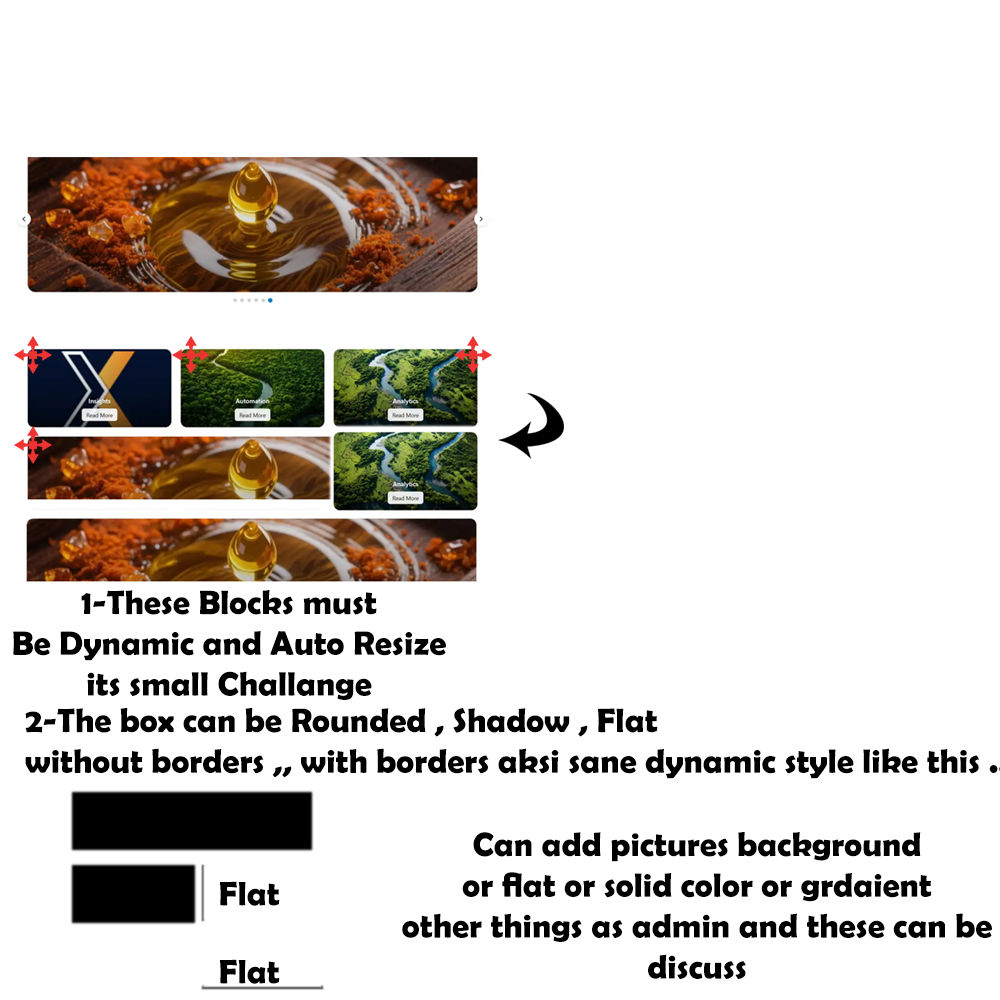 Insights
Read More
Automation
Read More
Analytics
Read More
Analytics
Read More
1-These Blocks must
Be Dynamic and Auto Resize
its small Challange
2-The box can be Rounded , Shadow , Flat
without borders ,, with borders aksi sane dynamic style like this .
Flat
Flat
Can add pictures background
or flat or solid color or grdaient
other things as admin and these can be
discuss